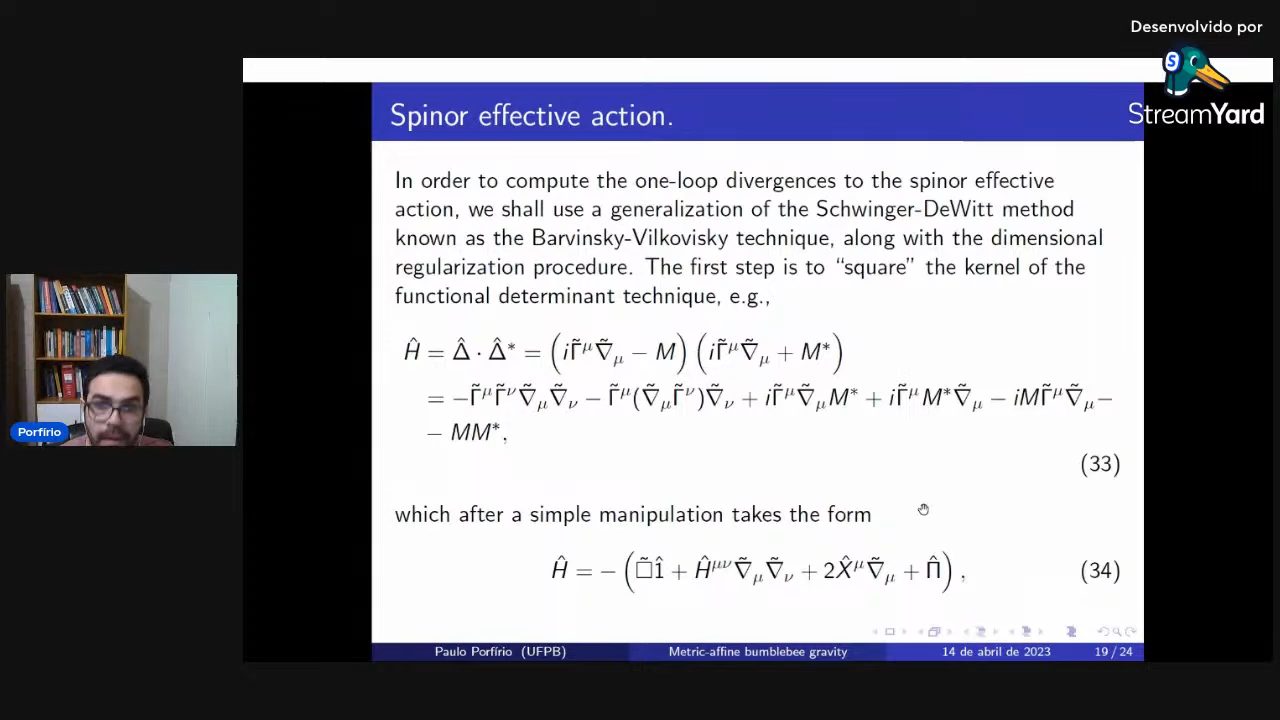 Desenvolvido por
StreamYard
Spinor effective action.
In order to compute the one-loop divergences to the spinor effective
action, we shall use a generalization of the Schwinger-DeWitt method
known as the Barvinsky-Vilkovisky technique, along with the dimensional
regularization procedure. The first step is to “square” the kernel of the
functional determinant technique, e.g.,
Ĥ = Δ̂ · Δ̂* = (iΓ̃^μ ∇̃_μ − M) (iΓ̃^μ ∇̃_μ + M*)
= −Γ̃^μ Γ̃^ν ∇̃_μ ∇̃_ν − Γ̃^μ (∇̃_μ Γ̃^ν) ∇̃_ν + iΓ̃^μ ∇̃_μ M* + iΓ̃^μ M* ∇̃_μ − iMΓ̃^μ ∇̃_μ −
− MM*,
(33)
which after a simple manipulation takes the form
Ĥ = − (□̃1̂ + Ĥ^μν ∇̃_μ ∇̃_ν + 2X̂^μ ∇̃_μ + Π̂) , (34)
Porfírio
Paulo Porfírio (UFPB) Metric-affine bumblebee gravity 14 de abril de 2023 19 / 24